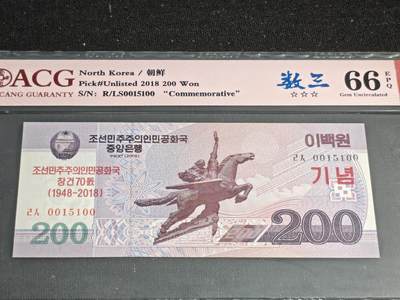 ACG
CANG GUARANTY
North Korea / 朝鮮
Pick#Unlisted 2018 200 Won
S/N: R/LS0015100 "Commemorative"
数三
☆☆☆
66 EPQ
Gem Uncirculated
조선민주주의인민공화국
중앙은행
이백원
ㄹㅅ 0015100
기념
조선민주주의인민공화국
창건70돐
(1948-2018)
0015100
200
200